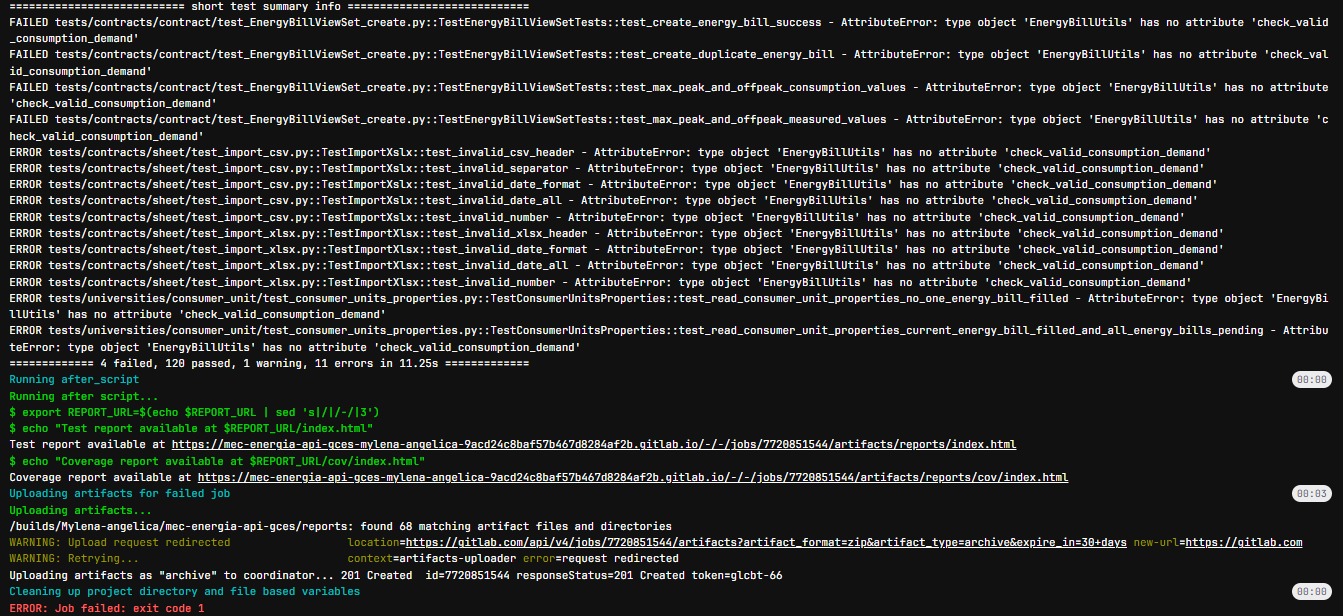 =========================== short test summary info ============================
FAILED tests/contracts/contract/test_EnergyBillViewSet_create.py::TestEnergyBillViewSetTests::test_create_energy_bill_success - AttributeError: type object 'EnergyBillUtils' has no attribute 'check_valid
_consumption_demand'
FAILED tests/contracts/contract/test_EnergyBillViewSet_create.py::TestEnergyBillViewSetTests::test_create_duplicate_energy_bill - AttributeError: type object 'EnergyBillUtils' has no attribute 'check_val
id_consumption_demand'
FAILED tests/contracts/contract/test_EnergyBillViewSet_create.py::TestEnergyBillViewSetTests::test_max_peak_and_offpeak_consumption_values - AttributeError: type object 'EnergyBillUtils' has no attribute
'check_valid_consumption_demand'
FAILED tests/contracts/contract/test_EnergyBillViewSet_create.py::TestEnergyBillViewSetTests::test_max_peak_and_offpeak_measured_values - AttributeError: type object 'EnergyBillUtils' has no attribute 'c
heck_valid_consumption_demand'
ERROR tests/contracts/sheet/test_import_csv.py::TestImportXslx::test_invalid_csv_header - AttributeError: type object 'EnergyBillUtils' has no attribute 'check_valid_consumption_demand'
ERROR tests/contracts/sheet/test_import_csv.py::TestImportXslx::test_invalid_separator - AttributeError: type object 'EnergyBillUtils' has no attribute 'check_valid_consumption_demand'
ERROR tests/contracts/sheet/test_import_csv.py::TestImportXslx::test_invalid_date_format - AttributeError: type object 'EnergyBillUtils' has no attribute 'check_valid_consumption_demand'
ERROR tests/contracts/sheet/test_import_csv.py::TestImportXslx::test_invalid_date_all - AttributeError: type object 'EnergyBillUtils' has no attribute 'check_valid_consumption_demand'
ERROR tests/contracts/sheet/test_import_csv.py::TestImportXslx::test_invalid_number - AttributeError: type object 'EnergyBillUtils' has no attribute 'check_valid_consumption_demand'
ERROR tests/contracts/sheet/test_import_xlsx.py::TestImportXlsx::test_invalid_xlsx_header - AttributeError: type object 'EnergyBillUtils' has no attribute 'check_valid_consumption_demand'
ERROR tests/contracts/sheet/test_import_xlsx.py::TestImportXlsx::test_invalid_date_format - AttributeError: type object 'EnergyBillUtils' has no attribute 'check_valid_consumption_demand'
ERROR tests/contracts/sheet/test_import_xlsx.py::TestImportXlsx::test_invalid_date_all - AttributeError: type object 'EnergyBillUtils' has no attribute 'check_valid_consumption_demand'
ERROR tests/contracts/sheet/test_import_xlsx.py::TestImportXlsx::test_invalid_number - AttributeError: type object 'EnergyBillUtils' has no attribute 'check_valid_consumption_demand'
ERROR tests/universities/consumer_unit/test_consumer_units_properties.py::TestConsumerUnitsProperties::test_read_consumer_unit_properties_no_one_energy_bill_filled - AttributeError: type object 'EnergyBi
llUtils' has no attribute 'check_valid_consumption_demand'
ERROR tests/universities/consumer_unit/test_consumer_units_properties.py::TestConsumerUnitsProperties::test_read_consumer_unit_properties_current_energy_bill_filled_and_all_energy_bills_pending - Attribu
teError: type object 'EnergyBillUtils' has no attribute 'check_valid_consumption_demand'
============= 4 failed, 120 passed, 1 warning, 11 errors in 11.25s =============
Running after_script 00:00
Running after script...
$ export REPORT_URL=$(echo $REPORT_URL | sed 's|/|/-/|3')
$ echo "Test report available at $REPORT_URL/index.html"
Test report available at https://mec-energia-api-gces-mylena-angelica-9acd24c8baf57b467d8284af2b.gitlab.io/-/-/jobs/7720851544/artifacts/reports/index.html
$ echo "Coverage report available at $REPORT_URL/cov/index.html"
Coverage report available at https://mec-energia-api-gces-mylena-angelica-9acd24c8baf57b467d8284af2b.gitlab.io/-/-/jobs/7720851544/artifacts/reports/cov/index.html
Uploading artifacts for failed job 00:03
Uploading artifacts...
/builds/Mylena-angelica/mec-energia-api-gces/reports: found 68 matching artifact files and directories
WARNING: Upload request redirected location=https://gitlab.com/api/v4/jobs/7720851544/artifacts?artifact_format=zip&artifact_type=archive&expire_in=30+days new-url=https://gitlab.com
WARNING: Retrying... context=artifacts-uploader error=request redirected
Uploading artifacts as "archive" to coordinator... 201 Created id=7720851544 responseStatus=201 Created token=glcbt-66
Cleaning up project directory and file based variables 00:00
ERROR: Job failed: exit code 1